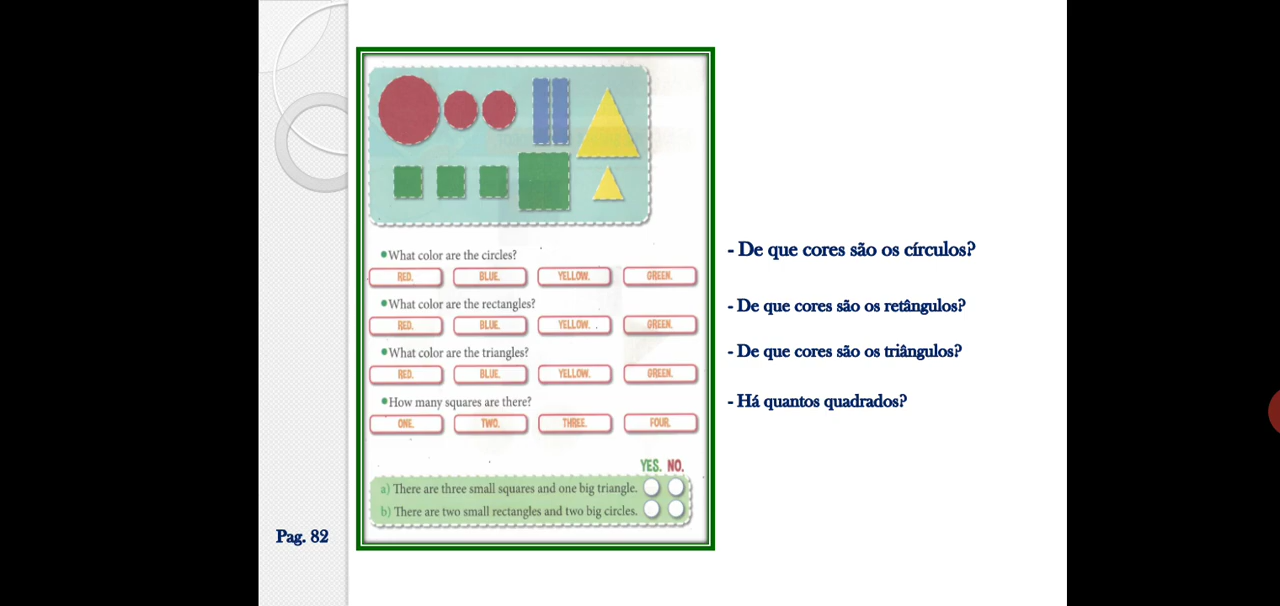 What color are the circles?
RED. BLUE. YELLOW. GREEN.
What color are the rectangles?
RED. BLUE. YELLOW. GREEN.
What color are the triangles?
RED. BLUE. YELLOW. GREEN.
How many squares are there?
ONE. TWO. THREE. FOUR.
YES. NO.
a) There are three small squares and one big triangle.
b) There are two small rectangles and two big circles.
- De que cores são os círculos?
- De que cores são os retângulos?
- De que cores são os triângulos?
- Há quantos quadrados?
Pag. 82